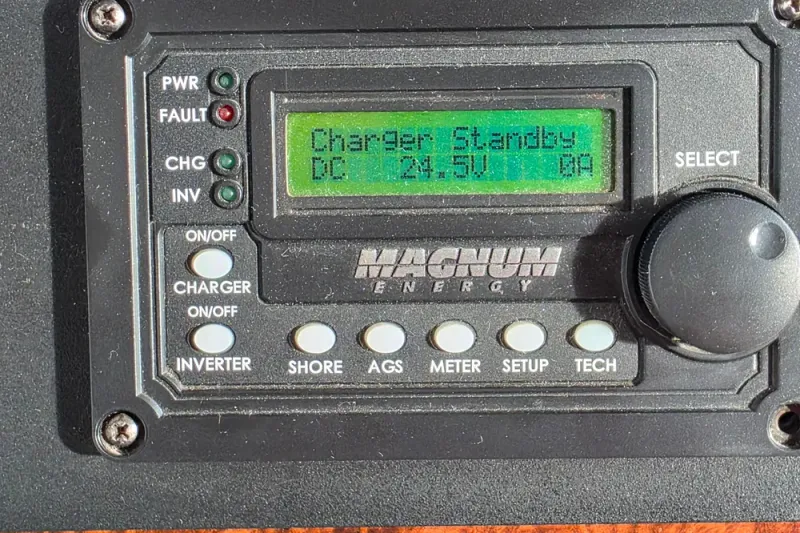 PWR
FAULT
CHG
INV
Charger Standby
DC 24.5V 0A
SELECT
ON/OFF
CHARGER
ON/OFF
INVERTER
MAGNUM
ENERGY
SHORE
AGS
METER
SETUP
TECH